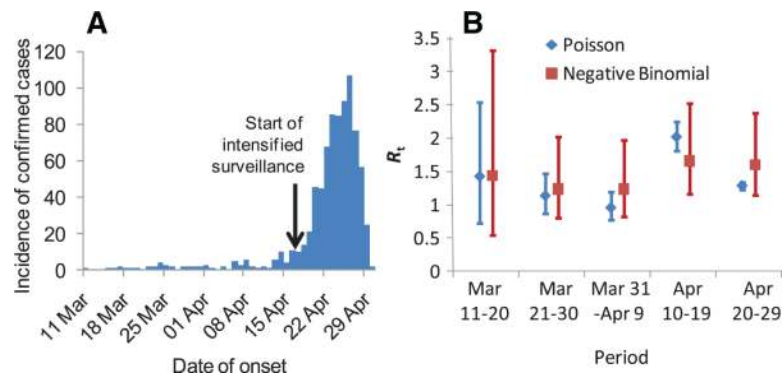 A
Incidence of confirmed cases
120
100
80
60
40
20
0
Start of
intensified
surveillance
11 Mar
18 Mar
25 Mar
01 Apr
08 Apr
15 Apr
22 Apr
29 Apr
Date of onset
B
Rt
3.5
3
2.5
2
1.5
1
0.5
0
Poisson
Negative Binomial
Mar Mar Mar 31 Apr Apr
11-20 21-30 -Apr 9 10-19 20-29
Period